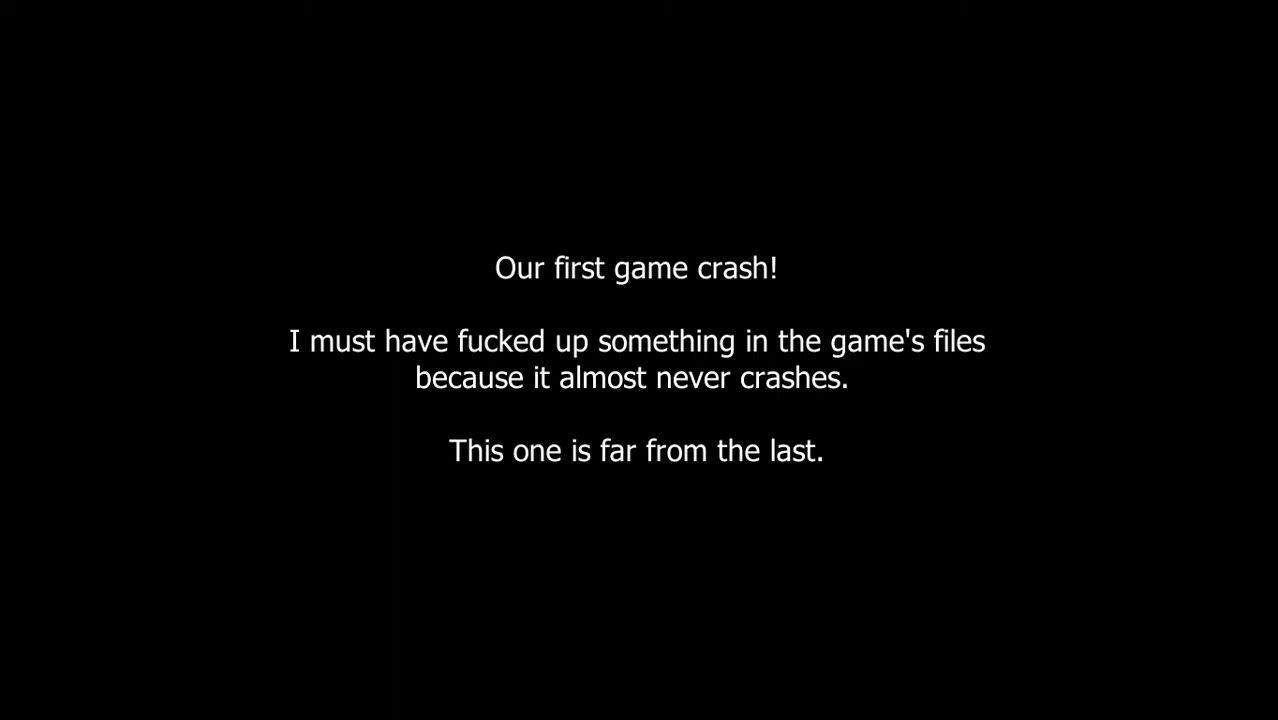 Our first game crash!
I must have fucked up something in the game's files
because it almost never crashes.
This one is far from the last.